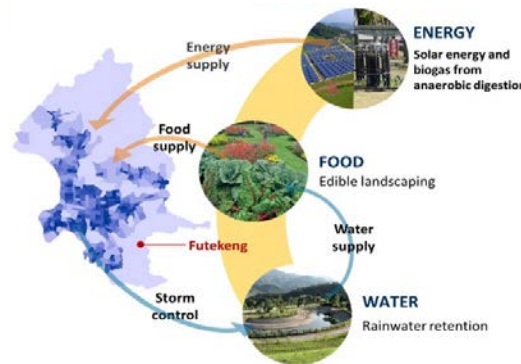 ENERGY
Solar energy and
biogas from
anaerobic digestion
Energy
supply
Food
supply
FOOD
Edible landscaping
Water
supply
Futekeng
Storm
control
WATER
Rainwater retention